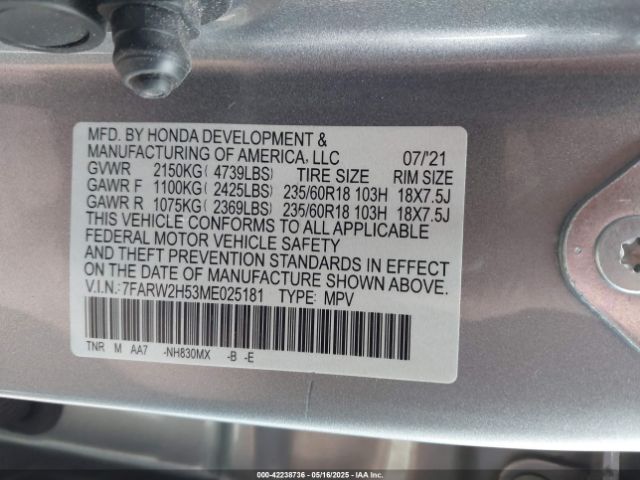 MFD. BY HONDA DEVELOPMENT &
MANUFACTURING OF AMERICA, LLC 07/'21
GVWR 2150KG ( 4739LBS) TIRE SIZE RIM SIZE
GAWR F 1100KG ( 2425LBS) 235/60R18 103H 18X7.5J
GAWR R 1075KG ( 2369LBS) 235/60R18 103H 18X7.5J
THIS VEHICLE CONFORMS TO ALL APPLICABLE
FEDERAL MOTOR VEHICLE SAFETY
AND THEFT PREVENTION STANDARDS IN EFFECT
ON THE DATE OF MANUFACTURE SHOWN ABOVE.
V.I.N.:7FARW2H53ME025181 TYPE: MPV
TNR M AA7 -NH830MX -B -E
000-42238736 - 05/16/2025 - IAA Inc.